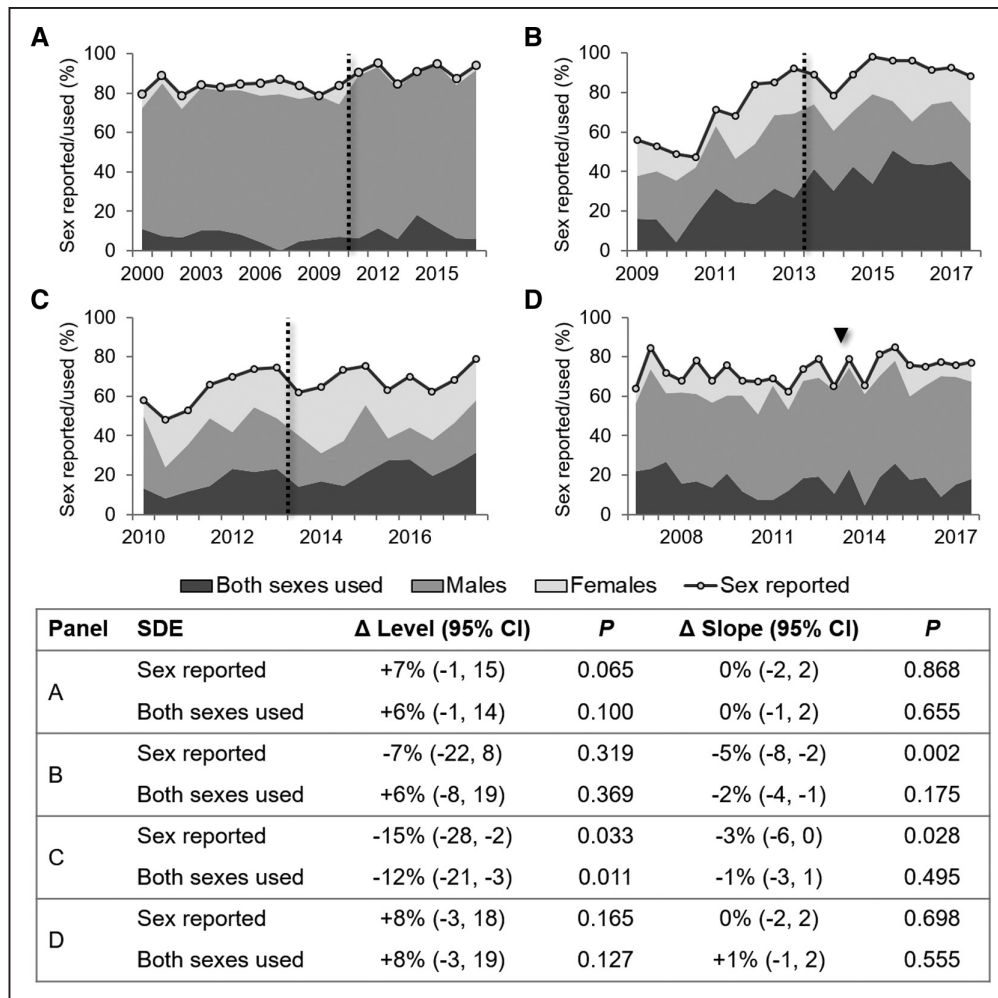 A
B
Sex reported/used (%)
100
80
60
40
20
0
2000 2003 2006 2009 2012 2015
Sex reported/used (%)
100
80
60
40
20
0
2009 2011 2013 2015 2017
C
D
Sex reported/used (%)
100
80
60
40
20
0
2010 2012 2014 2016
Sex reported/used (%)
100
80
60
40
20
0
2008 2011 2014 2017
Both sexes used Males Females Sex reported
Panel SDE Δ Level (95% CI) P Δ Slope (95% CI) P
A
Sex reported +7% (-1, 15) 0.065 0% (-2, 2) 0.868
Both sexes used +6% (-1, 14) 0.100 0% (-1, 2) 0.655
B
Sex reported -7% (-22, 8) 0.319 -5% (-8, -2) 0.002
Both sexes used +6% (-8, 19) 0.369 -2% (-4, -1) 0.175
C
Sex reported -15% (-28, -2) 0.033 -3% (-6, 0) 0.028
Both sexes used -12% (-21, -3) 0.011 -1% (-3, 1) 0.495
D
Sex reported +8% (-3, 18) 0.165 0% (-2, 2) 0.698
Both sexes used +8% (-3, 19) 0.127 +1% (-1, 2) 0.555